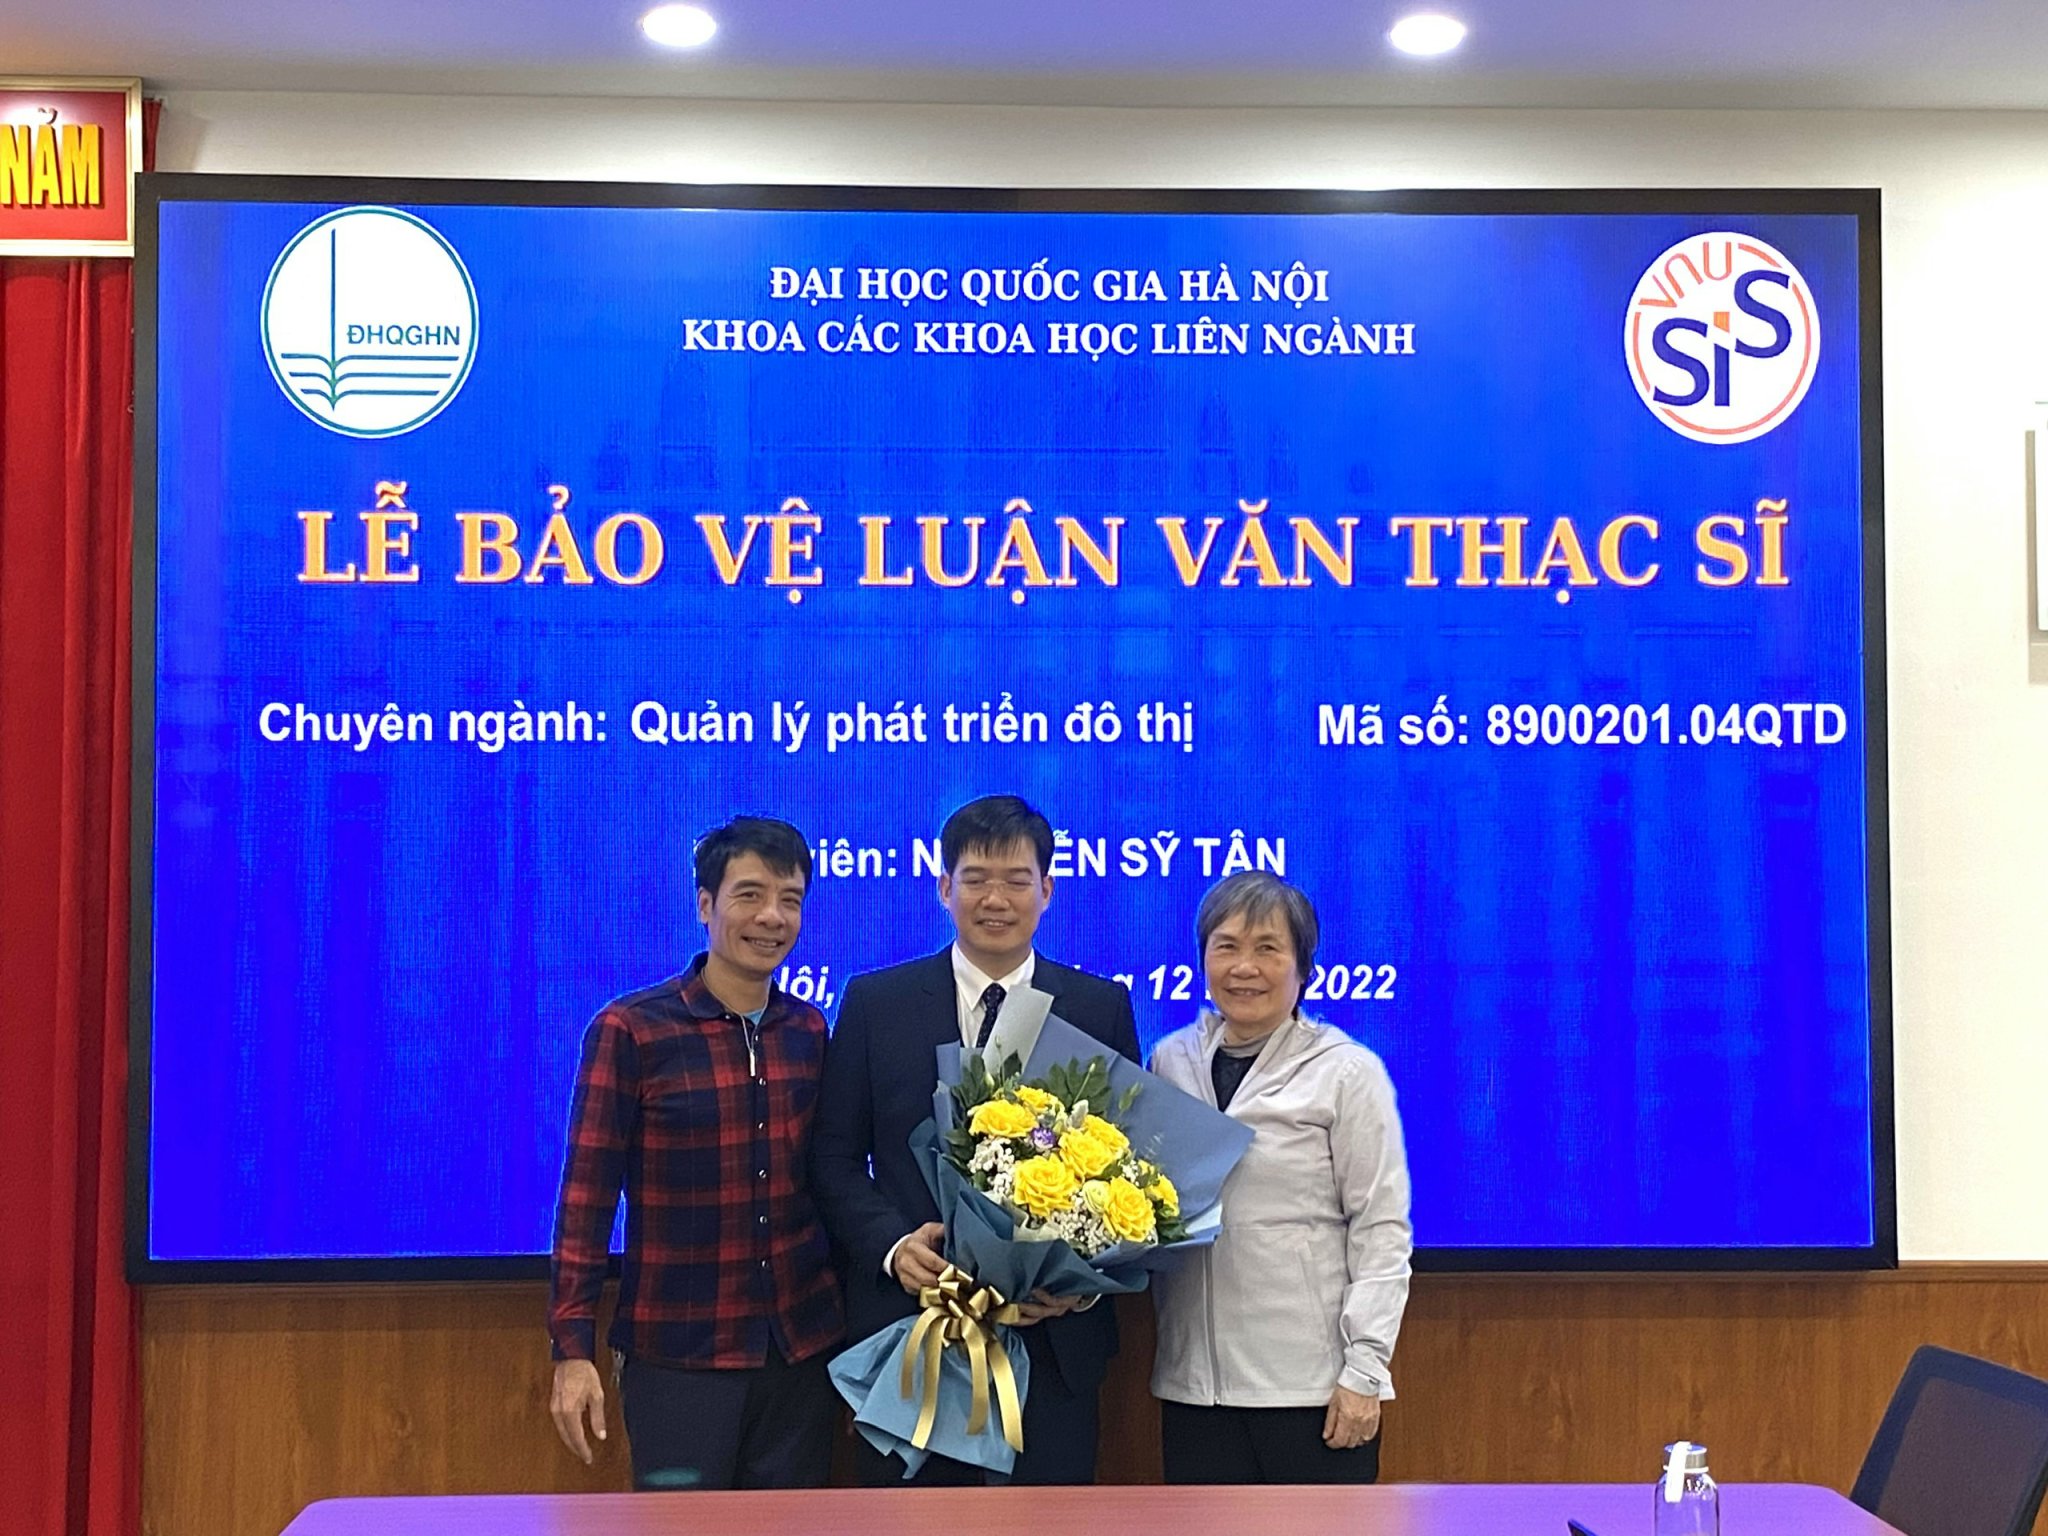 NĂM
ĐHQGHN
ĐẠI HỌC QUỐC GIA HÀ NỘI
KHOA CÁC KHOA HỌC LIÊN NGÀNH
VNU
SIS
LỄ BẢO VỆ LUẬN VĂN THẠC SĨ
Chuyên ngành: Quản lý phát triển đô thị Mã số: 8900201.04QTD
viên: N ỄN SỸ TÂN
Nội, 12 2022